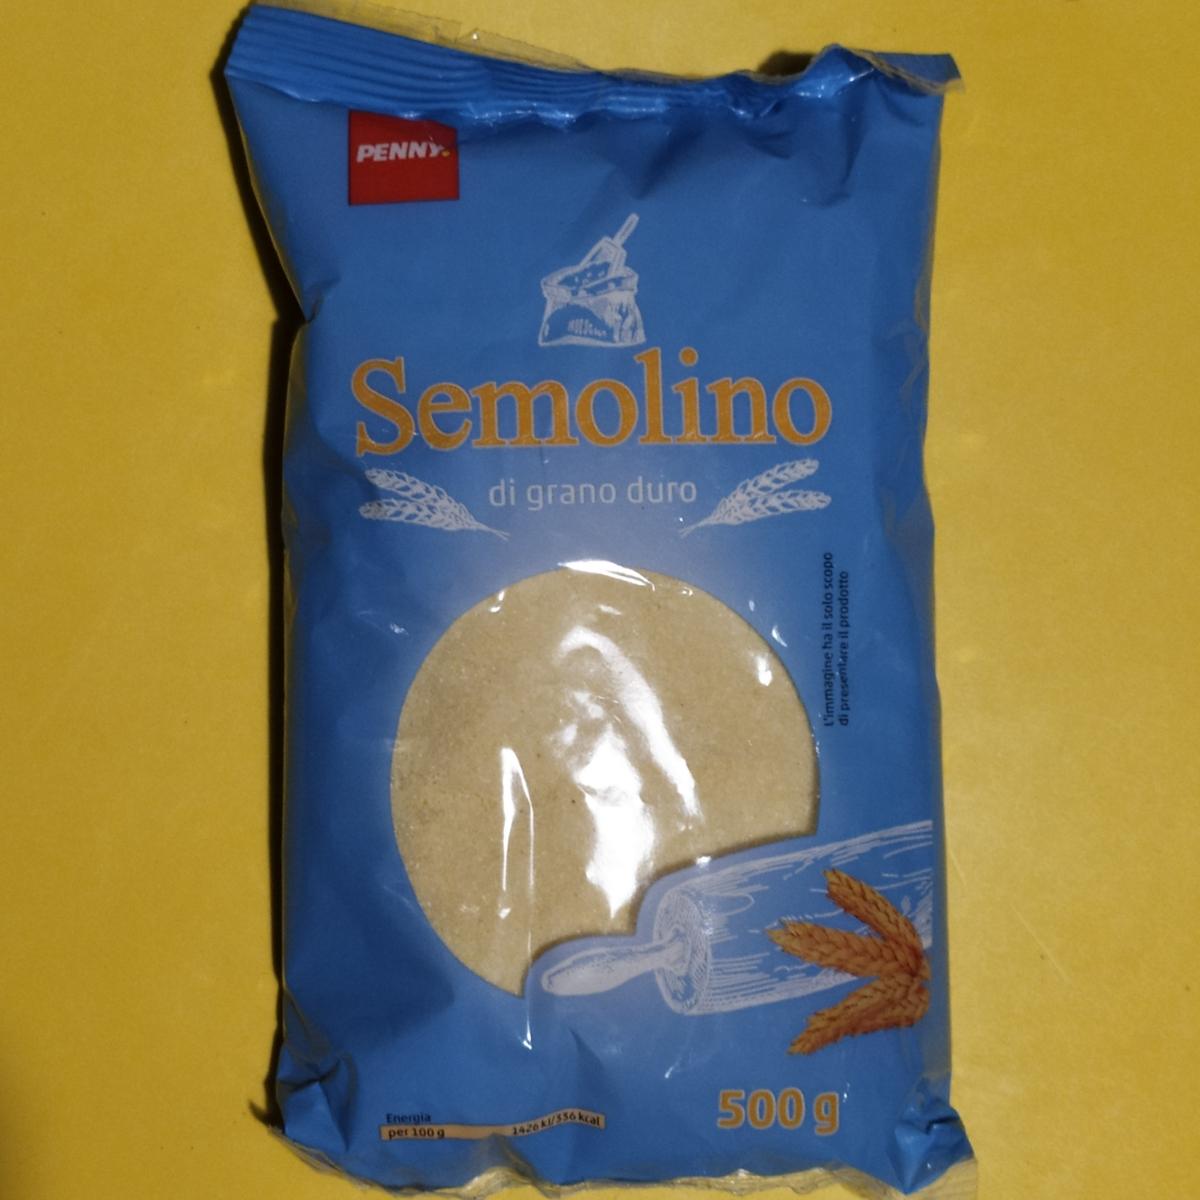 PENNY.
Semolino
di grano duro
L'immagine ha il solo scopo
di presentare il prodotto
500 g
Energia
per 100 g 1426 kJ/336 kcal